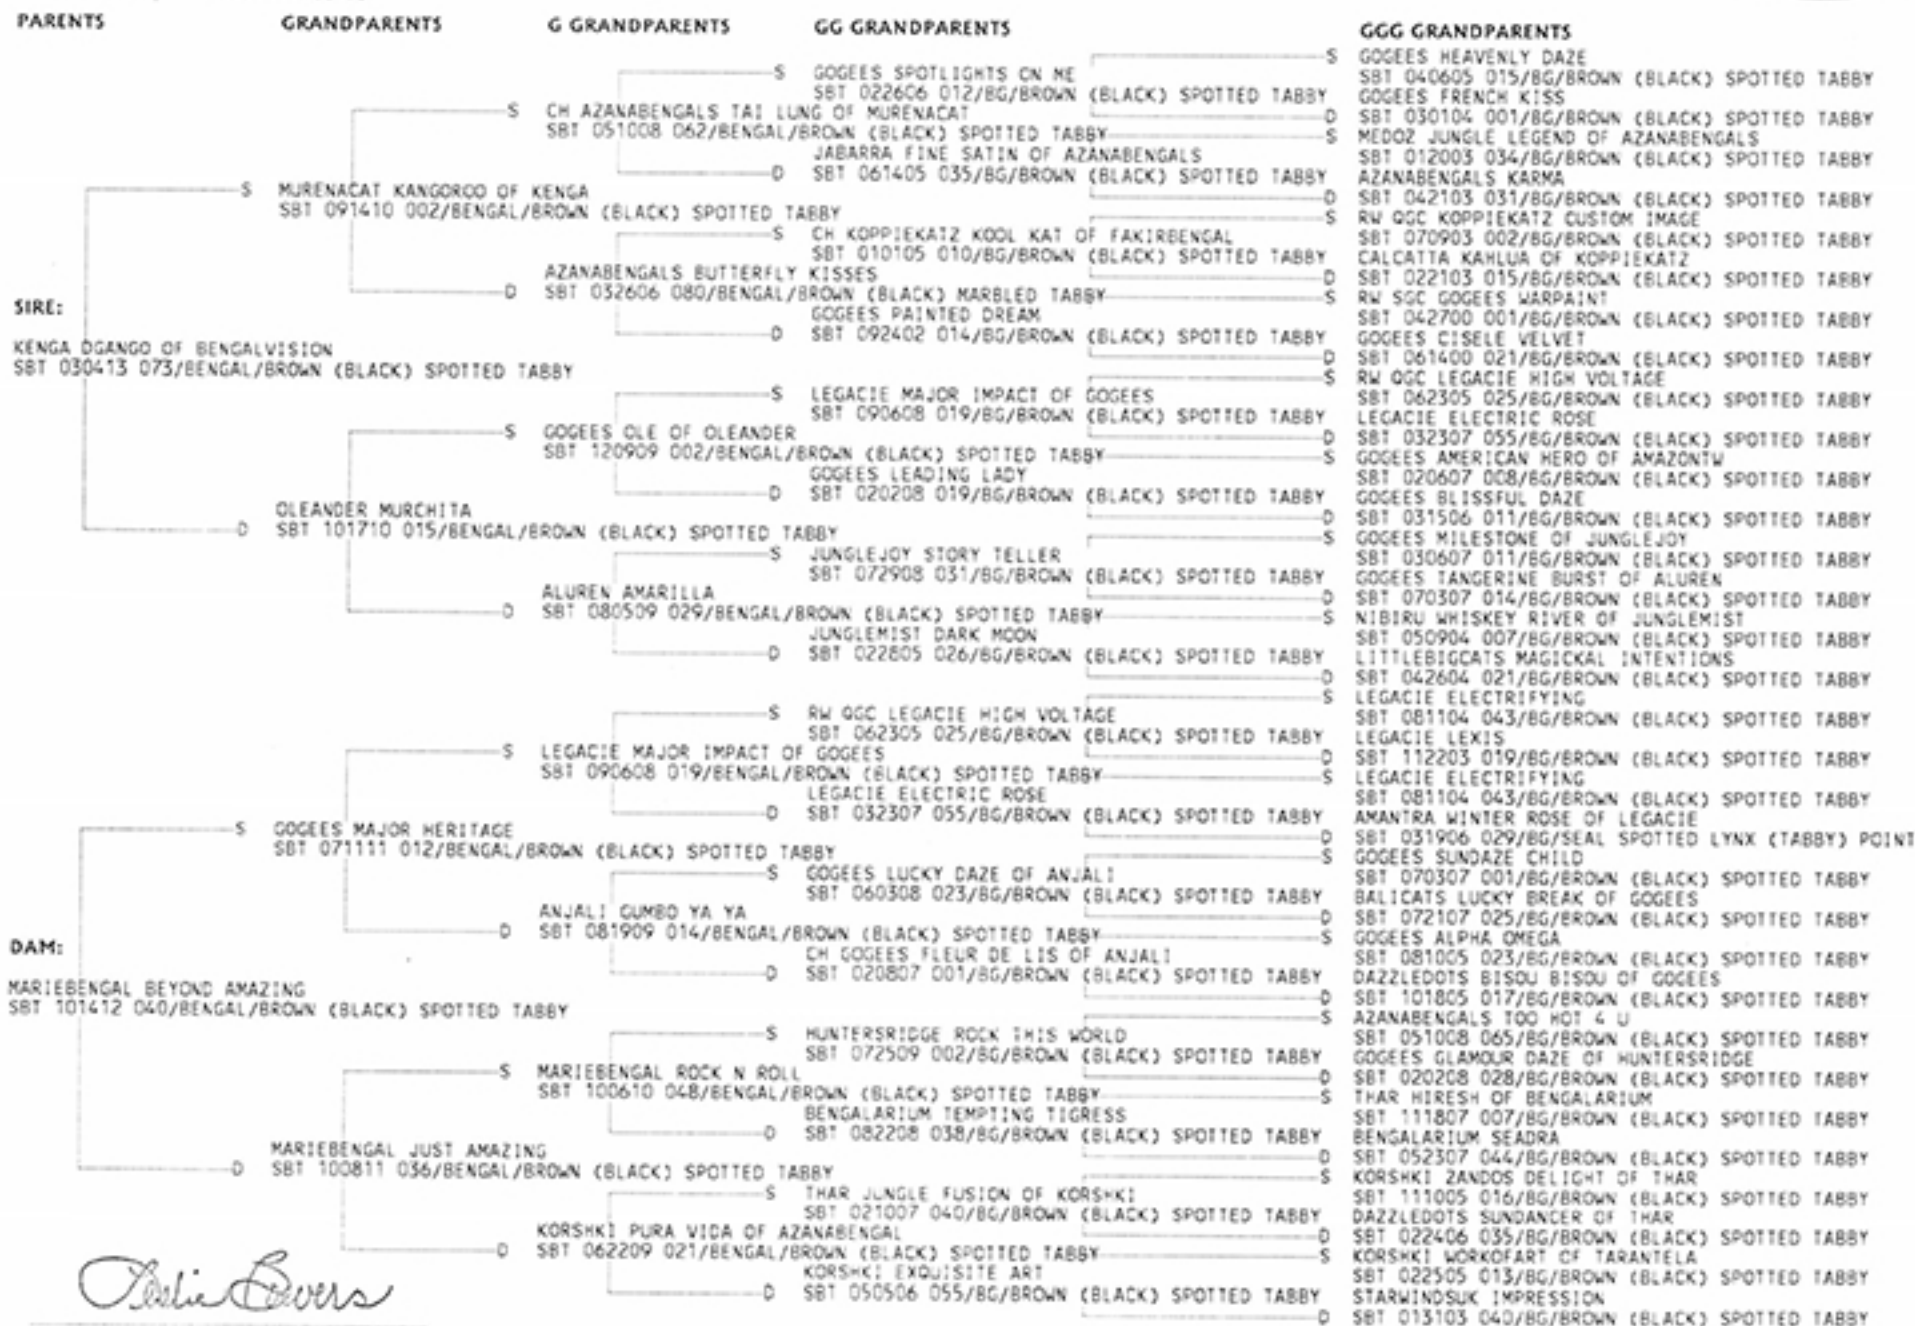 PARENTS
GRANDPARENTS
G GRANDPARENTS
GG GRANDPARENTS
GGG GRANDPARENTS
SIRE:
KENGA OGANGO OF BENGALVISION
SBT 030413 073/BENGAL/BROWN (BLACK) SPOTTED TABBY
DAM:
MARIEBENGAL BEYOND AMAZING
SBT 101412 040/BENGAL/BROWN (BLACK) SPOTTED TABBY
S MURENACAT KANGOROO OF KENGA
SBT 091410 002/BENGAL/BROWN (BLACK) SPOTTED TABBY
D OLEANDER MURCHITA
SBT 101710 015/BENGAL/BROWN (BLACK) SPOTTED TABBY
S GOGEES MAJOR HERITAGE
SBT 071111 012/BENGAL/BROWN (BLACK) SPOTTED TABBY
D MARIEBENGAL JUST AMAZING
SBT 100811 036/BENGAL/BROWN (BLACK) SPOTTED TABBY
S CH AZANABENGALS TAI LUNG OF MURENACAT
SBT 051008 062/BENGAL/BROWN (BLACK) SPOTTED TABBY
D AZANABENGALS BUTTERFLY KISSES
SBT 032606 080/BENGAL/BROWN (BLACK) MARBLED TABBY
S GOGEES OLE OF OLEANDER
SBT 120909 002/BENGAL/BROWN (BLACK) SPOTTED TABBY
D ALUREN AMARILLA
SBT 080509 029/BENGAL/BROWN (BLACK) SPOTTED TABBY
S LEGACIE MAJOR IMPACT OF GOGEES
SBT 090608 019/BENGAL/BROWN (BLACK) SPOTTED TABBY
D ANJALI GUMBO YA YA
SBT 081909 014/BENGAL/BROWN (BLACK) SPOTTED TABBY
S MARIEBENGAL ROCK N ROLL
SBT 100610 048/BENGAL/BROWN (BLACK) SPOTTED TABBY
D KORSHKI PURA VIDA OF AZANABENGAL
SBT 062209 021/BENGAL/BROWN (BLACK) SPOTTED TABBY
S GOGEES SPOTLIGHTS ON ME
SBT 022606 012/BG/BROWN (BLACK) SPOTTED TABBY
JABARRA FINE SATIN OF AZANABENGALS
D SBT 061405 035/BG/BROWN (BLACK) SPOTTED TABBY
S CH KOPPIEKATZ KOOL KAT OF FAKIRBENGAL
SBT 010105 010/BG/BROWN (BLACK) SPOTTED TABBY
GOGEES PAINTED DREAM
D SBT 092402 014/BG/BROWN (BLACK) SPOTTED TABBY
S LEGACIE MAJOR IMPACT OF GOGEES
SBT 090608 019/BG/BROWN (BLACK) SPOTTED TABBY
GOGEES LEADING LADY
D SBT 020208 019/BG/BROWN (BLACK) SPOTTED TABBY
S JUNGLEJOY STORY TELLER
SBT 072908 031/BG/BROWN (BLACK) SPOTTED TABBY
JUNGLEMIST DARK MOON
D SBT 022805 026/BG/BROWN (BLACK) SPOTTED TABBY
S RW QGC LEGACIE HIGH VOLTAGE
SBT 062305 025/BG/BROWN (BLACK) SPOTTED TABBY
LEGACIE ELECTRIC ROSE
D SBT 032307 055/BG/BROWN (BLACK) SPOTTED TABBY
S GOGEES LUCKY DAZE OF ANJALI
SBT 060308 023/BG/BROWN (BLACK) SPOTTED TABBY
CH GOGEES FLEUR DE LIS OF ANJALI
D SBT 020807 001/BG/BROWN (BLACK) SPOTTED TABBY
S HUNTERSRIDGE ROCK THIS WORLD
SBT 072509 002/BG/BROWN (BLACK) SPOTTED TABBY
BENGALARIUM TEMPTING TIGRESS
D SBT 082208 038/BG/BROWN (BLACK) SPOTTED TABBY
S THAR JUNGLE FUSION OF KORSHKI
SBT 021007 040/BG/BROWN (BLACK) SPOTTED TABBY
KORSHKI EXQUISITE ART
D SBT 050506 055/BG/BROWN (BLACK) SPOTTED TABBY
S GOGEES HEAVENLY DAZE
SBT 040605 015/BG/BROWN (BLACK) SPOTTED TABBY
GOGEES FRENCH KISS
D SBT 030104 001/BG/BROWN (BLACK) SPOTTED TABBY
S MEDOZ JUNGLE LEGEND OF AZANABENGALS
SBT 012003 034/BG/BROWN (BLACK) SPOTTED TABBY
AZANABENGALS KARMA
D SBT 042103 031/BG/BROWN (BLACK) SPOTTED TABBY
S RW QGC KOPPIEKATZ CUSTOM IMAGE
SBT 070903 002/BG/BROWN (BLACK) SPOTTED TABBY
CALCATTA KAHLUA OF KOPPIEKATZ
D SBT 022103 015/BG/BROWN (BLACK) SPOTTED TABBY
S RW SGC GOGEES WARPAINT
SBT 042700 001/BG/BROWN (BLACK) SPOTTED TABBY
GOGEES CISELE VELVET
D SBT 061400 021/BG/BROWN (BLACK) SPOTTED TABBY
S RW QGC LEGACIE HIGH VOLTAGE
SBT 062305 025/BG/BROWN (BLACK) SPOTTED TABBY
LEGACIE ELECTRIC ROSE
D SBT 032307 055/BG/BROWN (BLACK) SPOTTED TABBY
S GOGEES AMERICAN HERO OF AMAZONTW
SBT 020607 008/BG/BROWN (BLACK) SPOTTED TABBY
GOGEES BLISSFUL DAZE
D SBT 031506 011/BG/BROWN (BLACK) SPOTTED TABBY
S GOGEES MILESTONE OF JUNGLEJOY
SBT 030607 011/BG/BROWN (BLACK) SPOTTED TABBY
GOGEES TANGERINE BURST OF ALUREN
D SBT 070307 014/BG/BROWN (BLACK) SPOTTED TABBY
S NIBIRU WHISKEY RIVER OF JUNGLEMIST
SBT 050904 007/BG/BROWN (BLACK) SPOTTED TABBY
LITTLEBIGCATS MAGICKAL INTENTIONS
D SBT 042604 021/BG/BROWN (BLACK) SPOTTED TABBY
S LEGACIE ELECTRIFYING
SBT 081104 043/BG/BROWN (BLACK) SPOTTED TABBY
LEGACIE LEXIS
D SBT 112203 019/BG/BROWN (BLACK) SPOTTED TABBY
S LEGACIE ELECTRIFYING
SBT 081104 043/BG/BROWN (BLACK) SPOTTED TABBY
AMANTRA WINTER ROSE OF LEGACIE
D SBT 031906 029/BG/SEAL SPOTTED LYNX (TABBY) POINT
S GOGEES SUNDAZE CHILD
SBT 070307 001/BG/BROWN (BLACK) SPOTTED TABBY
BALICATS LUCKY BREAK OF GOGEES
D SBT 072107 025/BG/BROWN (BLACK) SPOTTED TABBY
S GOGEES ALPHA OMEGA
SBT 081005 023/BG/BROWN (BLACK) SPOTTED TABBY
DAZZLEDOTS BISOU BISOU OF GOGEES
D SBT 101805 017/BG/BROWN (BLACK) SPOTTED TABBY
S AZANABENGALS TOO HOT 4 U
SBT 051008 065/BG/BROWN (BLACK) SPOTTED TABBY
GOGEES GLAMOUR DAZE OF HUNTERSRIDGE
D SBT 020208 028/BG/BROWN (BLACK) SPOTTED TABBY
S THAR HIRESH OF BENGALARIUM
SBT 111807 007/BG/BROWN (BLACK) SPOTTED TABBY
BENGALARIUM SEADRA
D SBT 052307 044/BG/BROWN (BLACK) SPOTTED TABBY
S KORSHKI ZANDOS DELIGHT OF THAR
SBT 111005 016/BG/BROWN (BLACK) SPOTTED TABBY
DAZZLEDOTS SUNDANCER OF THAR
D SBT 022406 035/BG/BROWN (BLACK) SPOTTED TABBY
S KORSHKI WORKOFART OF TARANTELA
SBT 022505 013/BG/BROWN (BLACK) SPOTTED TABBY
STARWINDSUK IMPRESSION
D SBT 013103 040/BG/BROWN (BLACK) SPOTTED TABBY
Leslie Bowers